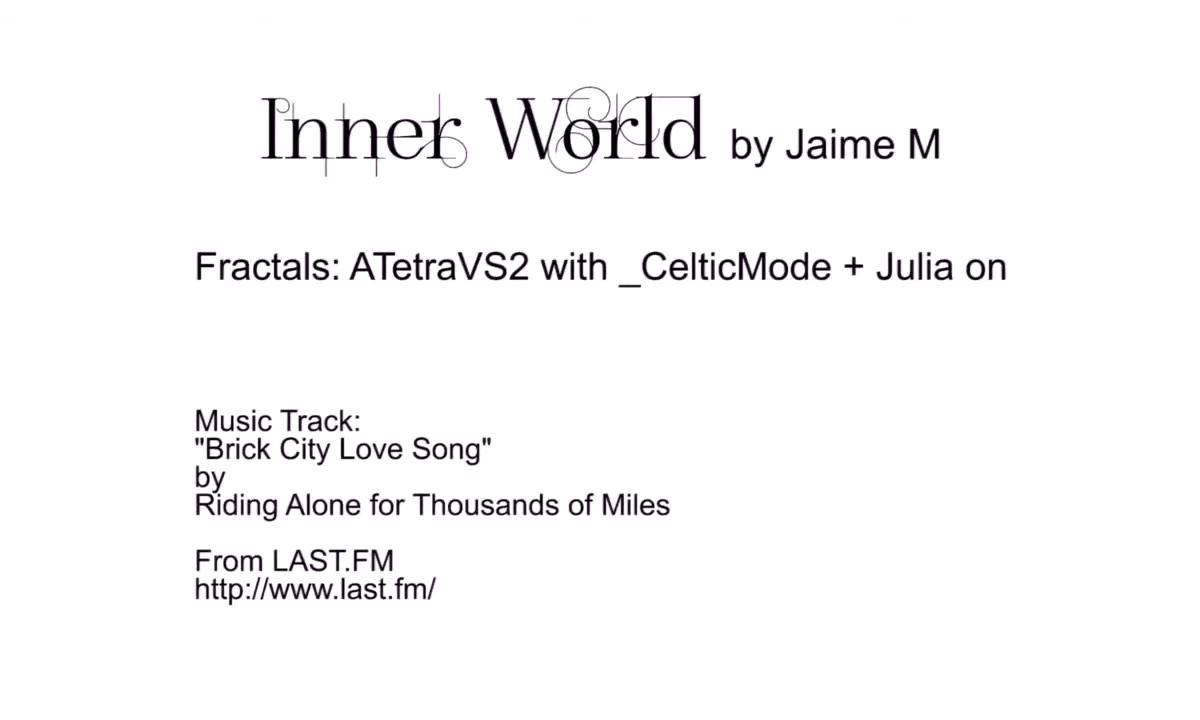 Inner World by Jaime M
Fractals: ATetraVS2 with _CelticMode + Julia on
Music Track:
"Brick City Love Song"
by
Riding Alone for Thousands of Miles
From LAST.FM
http://www.last.fm/